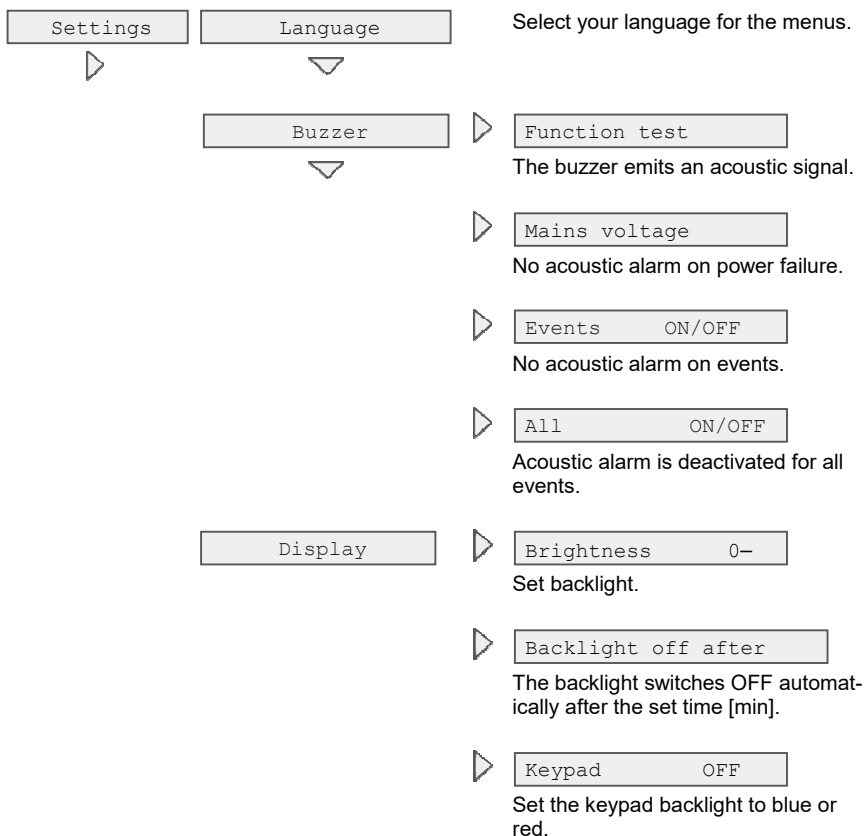 Settings
Language
Select your language for the menus.
Buzzer
Function test
The buzzer emits an acoustic signal.
Mains voltage
No acoustic alarm on power failure.
Events ON/OFF
No acoustic alarm on events.
All ON/OFF
Acoustic alarm is deactivated for all
events.
Display
Brightness 0–
Set backlight.
Backlight off after
The backlight switches OFF automat-
ically after the set time [min].
Keypad OFF
Set the keypad backlight to blue or
red.